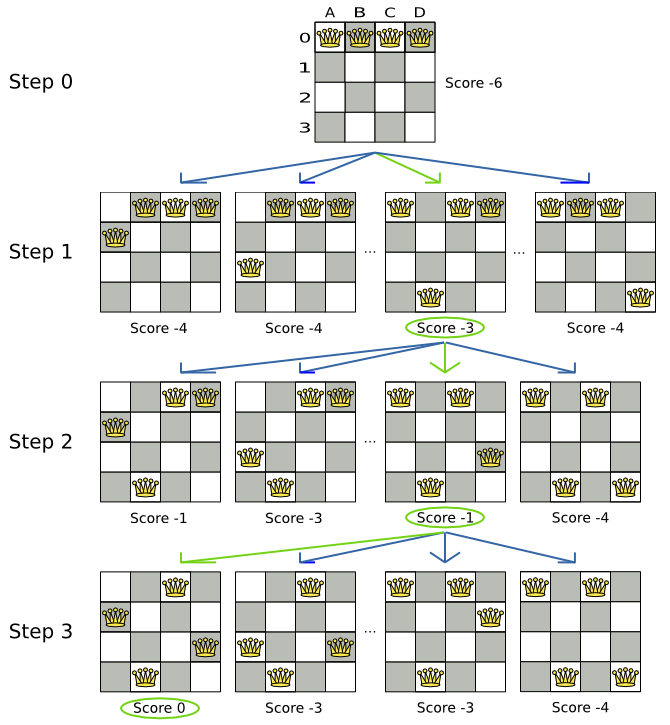 A B C D
0
1
2
3
Step 0
Score -6
Step 1
...
...
Score -4
Score -4
Score -3
Score -4
Step 2
...
Score -1
Score -3
Score -1
Score -4
Step 3
...
Score 0
Score -3
Score -3
Score -4